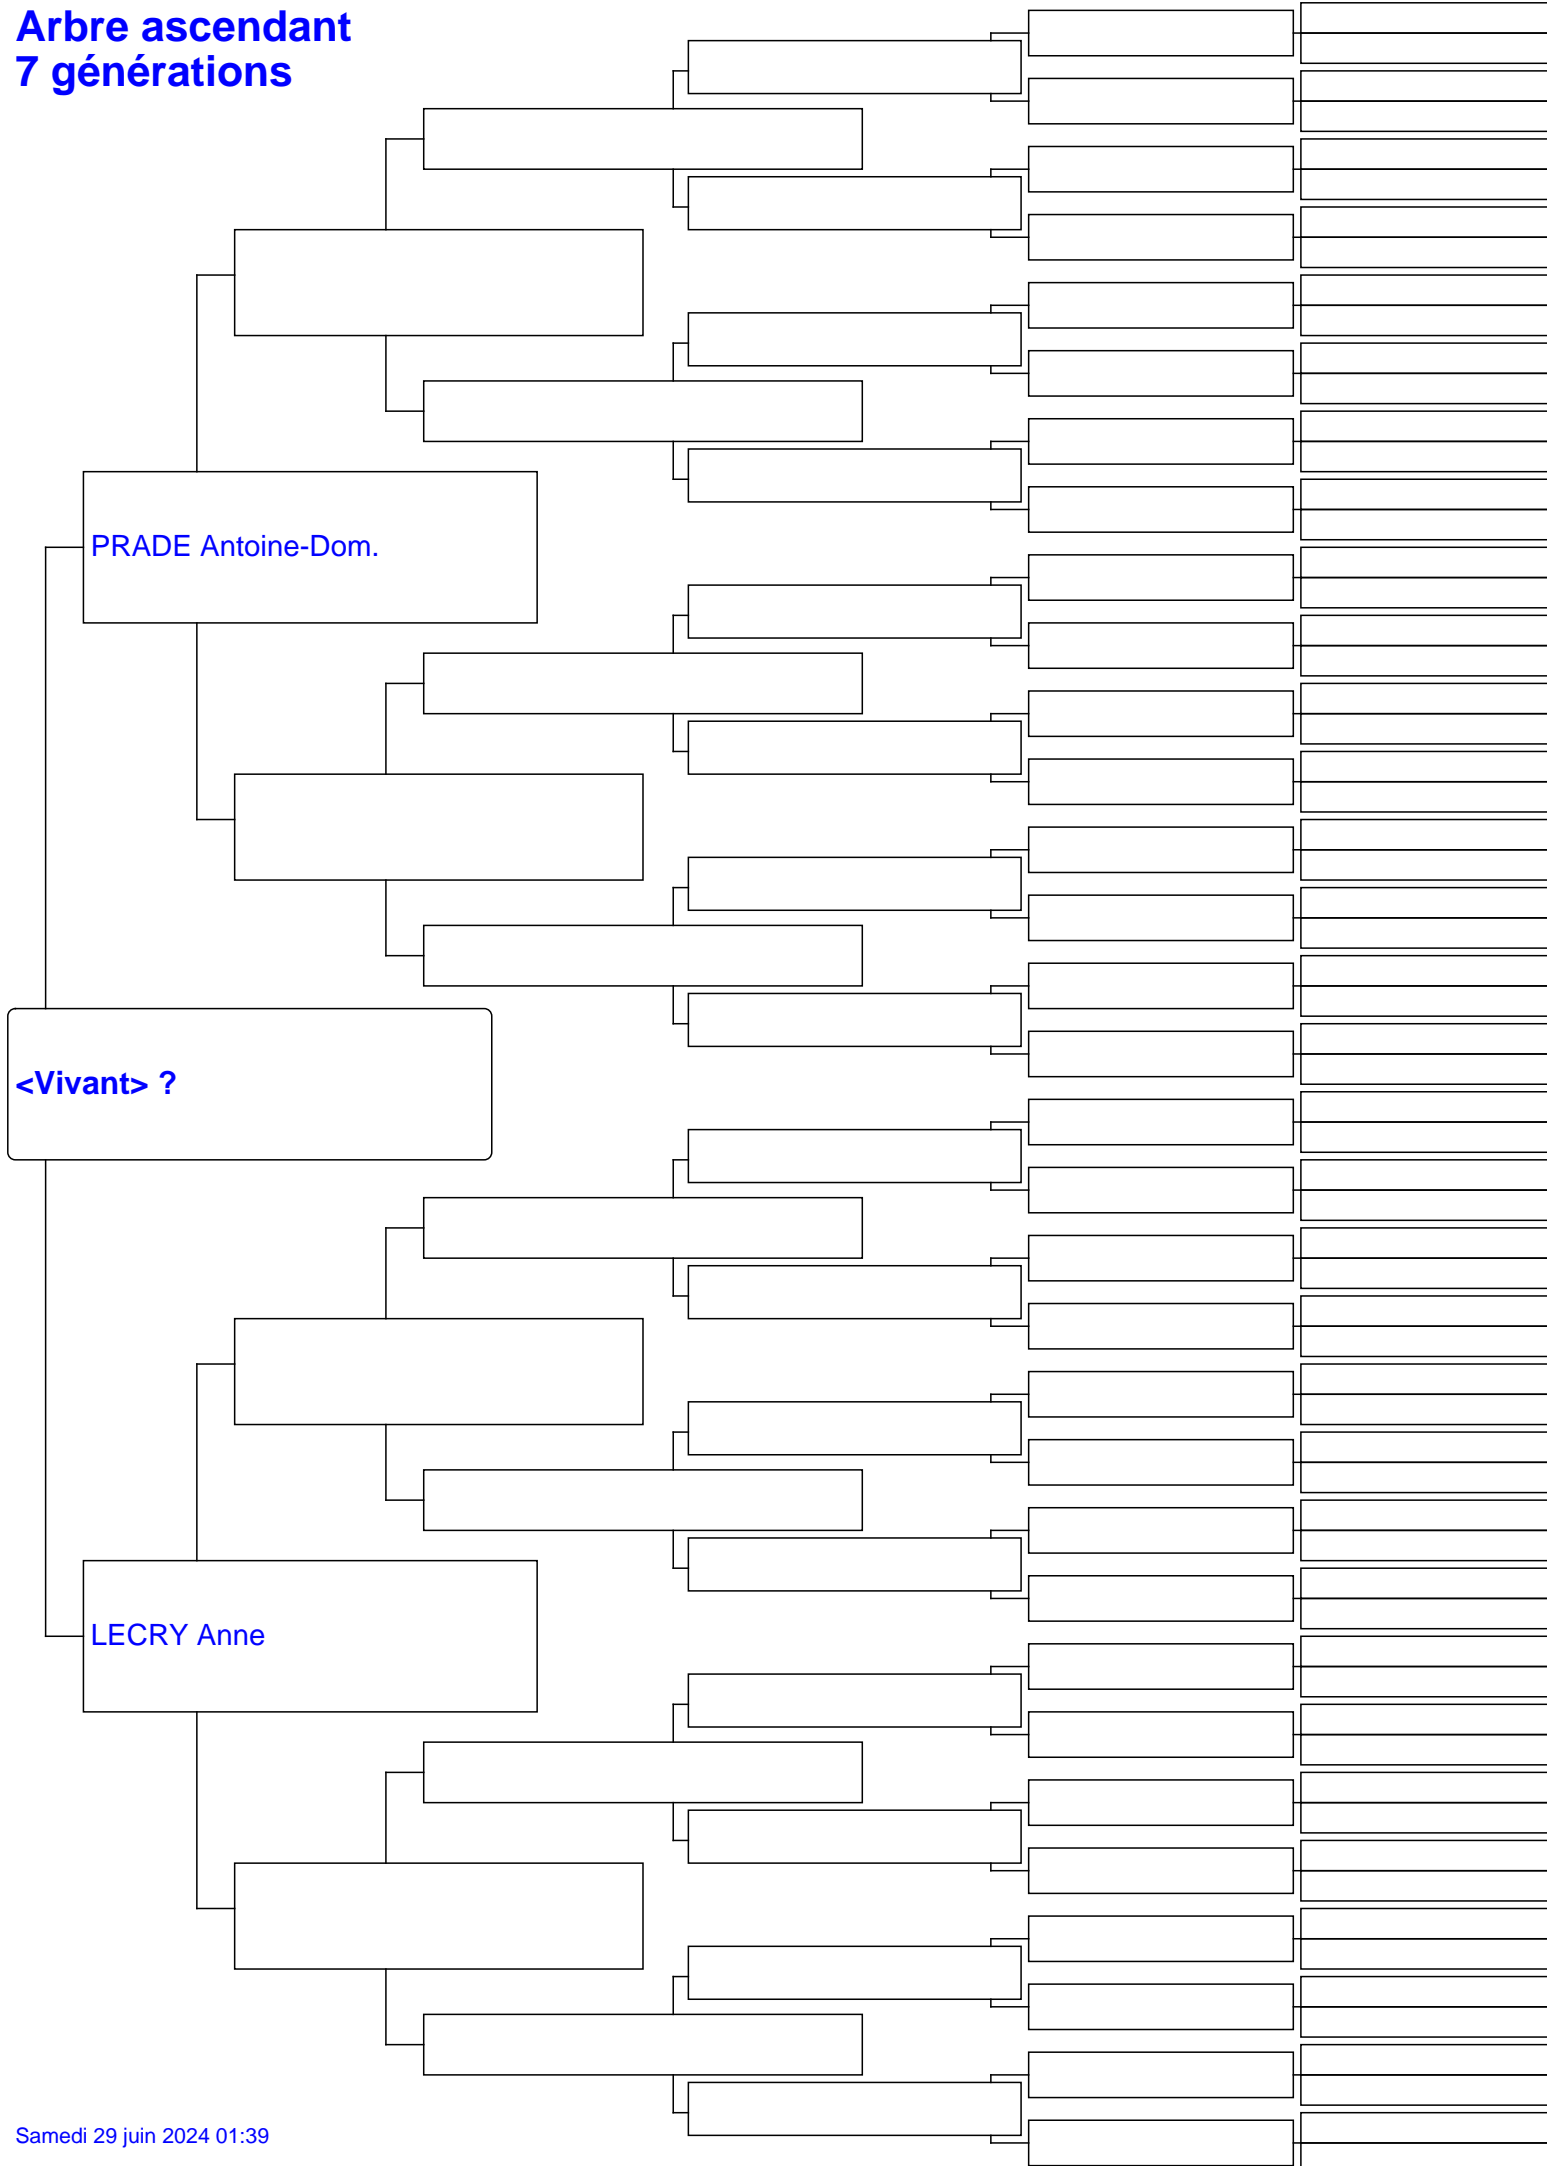 Arbre ascendant
7 générations
PRADE Antoine-Dom.
<Vivant> ?
LECRY Anne
Samedi 29 juin 2024 01:39